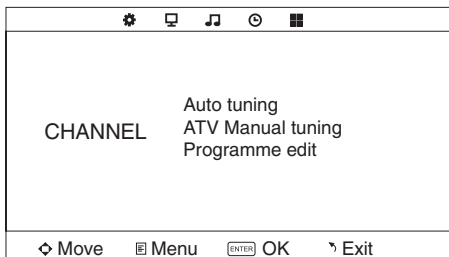 CHANNEL
Auto tuning
ATV Manual tuning
Programme edit
Move Menu ENTER OK Exit